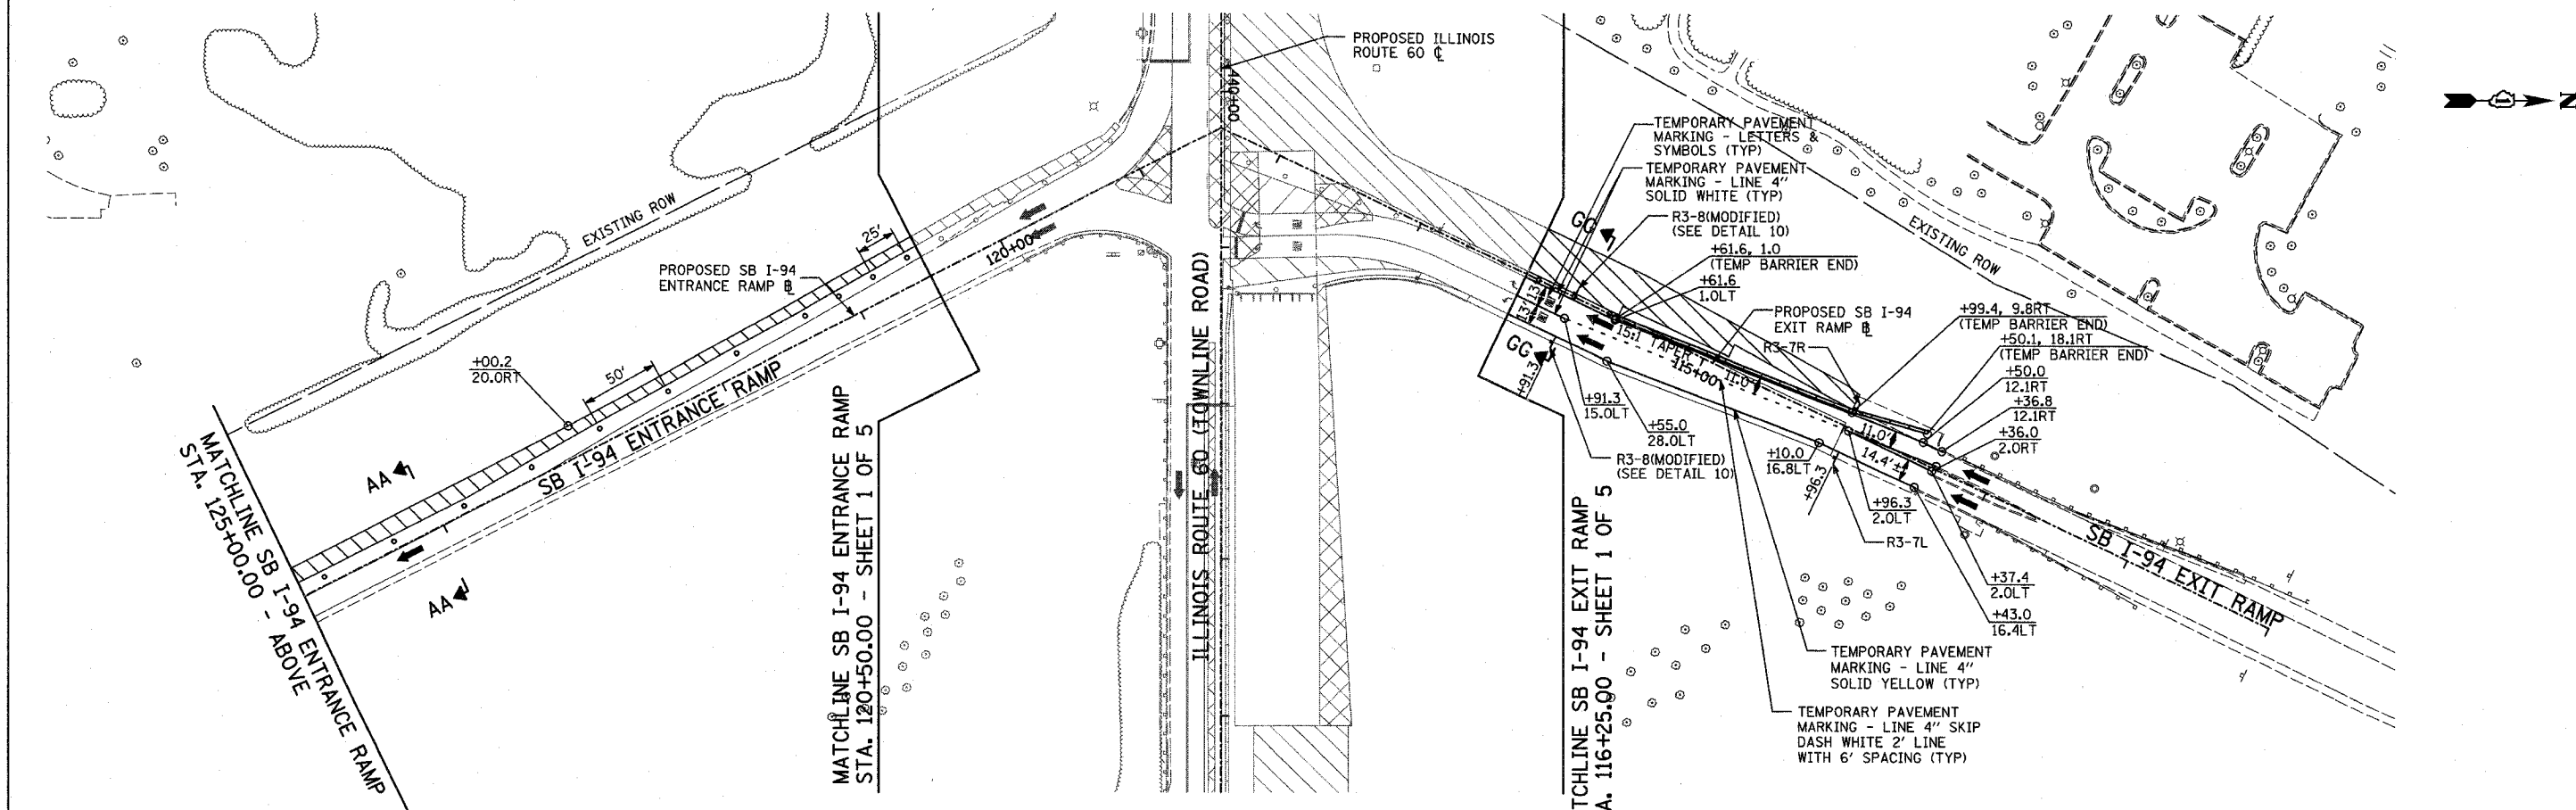 PROPOSED ILLINOIS
ROUTE 60 ℄
440+00
N
TEMPORARY PAVEMENT
MARKING - LETTERS &
SYMBOLS (TYP)
TEMPORARY PAVEMENT
MARKING - LINE 4"
SOLID WHITE (TYP)
R3-8(MODIFIED)
(SEE DETAIL 10)
+61.6, 1.0
(TEMP BARRIER END)
+61.6
1.0LT
PROPOSED SB I-94
EXIT RAMP ⅊
R3-7R
+99.4, 9.8RT
(TEMP BARRIER END)
+50.1, 18.1RT
(TEMP BARRIER END)
+50.0
12.1RT
+36.8
12.1RT
+36.0
2.0RT
EXISTING ROW
EXISTING ROW
25'
120+00
PROPOSED SB I-94
ENTRANCE RAMP ⅊
+00.2
20.0RT
50'
SB I-94 ENTRANCE RAMP
AA
AA
MATCHLINE SB I-94 ENTRANCE RAMP
STA. 125+00.00 - ABOVE
MATCHLINE SB I-94 ENTRANCE RAMP
STA. 120+50.00 - SHEET 1 OF 5
ILLINOIS ROUTE 60 (TOWNLINE ROAD)
GG
GG
13'
13'
15:1 TAPER
115+00
11.0'
+91.3
+91.3
15.0LT
+55.0
28.0LT
R3-8(MODIFIED)
(SEE DETAIL 10)
+10.0
16.8LT
+96.3
11.0'
14.4'±
+96.3
2.0LT
R3-7L
+37.4
2.0LT
+43.0
16.4LT
SB I-94 EXIT RAMP
TCHLINE SB I-94 EXIT RAMP
A. 116+25.00 - SHEET 1 OF 5
TEMPORARY PAVEMENT
MARKING - LINE 4"
SOLID YELLOW (TYP)
TEMPORARY PAVEMENT
MARKING - LINE 4" SKIP
DASH WHITE 2' LINE
WITH 6' SPACING (TYP)